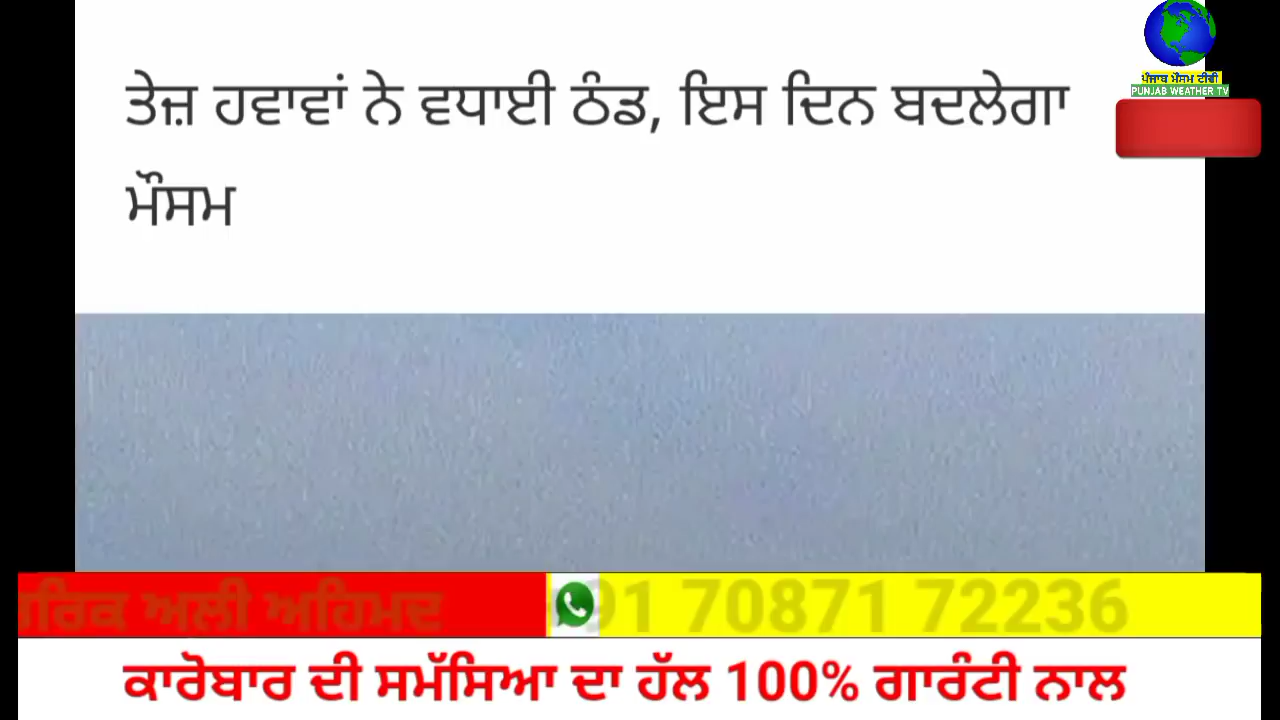 ਤੇਜ਼ ਹਵਾਵਾਂ ਨੇ ਵਧਾਈ ਠੰਡ, ਇਸ ਦਿਨ ਬਦਲੇਗਾ
ਮੌਸਮ
ਪੰਜਾਬ ਮੌਸਮ ਟੀਵੀ
PUNJAB WEATHER TV
ਅਲੀ ਅਹਿਮਦ
91 70871 72236
ਕਾਰੋਬਾਰ ਦੀ ਸਮੱਸਿਆ ਦਾ ਹੱਲ 100% ਗਾਰੰਟੀ ਨਾਲ